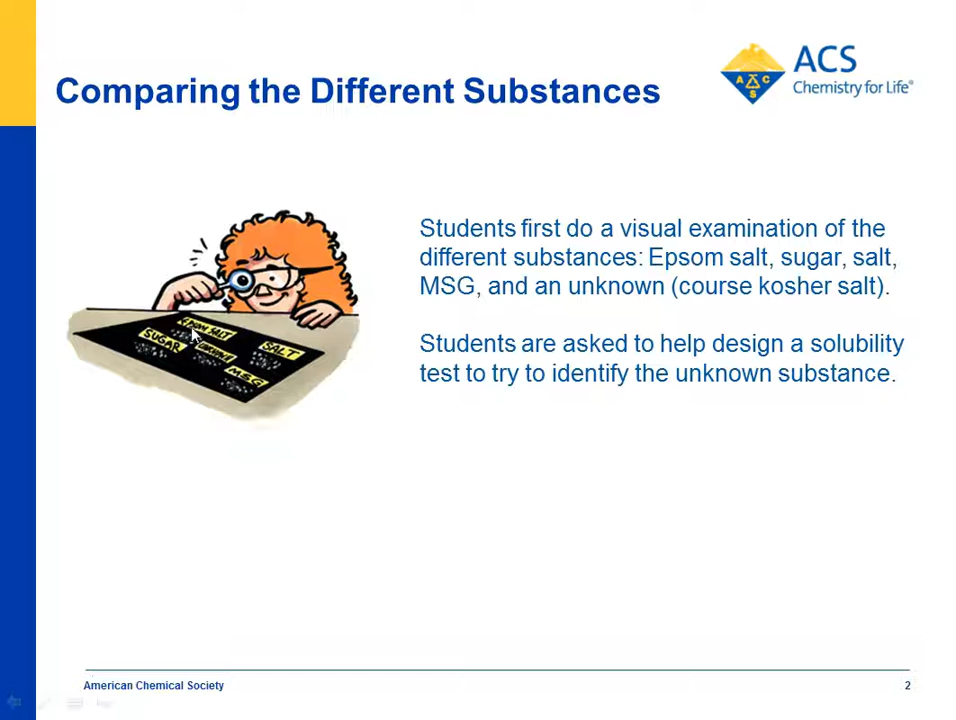 Comparing the Different Substances
ACS
Chemistry for Life®
A C S
Students first do a visual examination of the
different substances: Epsom salt, sugar, salt,
MSG, and an unknown (course kosher salt).
Students are asked to help design a solubility
test to try to identify the unknown substance.
SUGAR
SALT
M.S.G
American Chemical Society
2